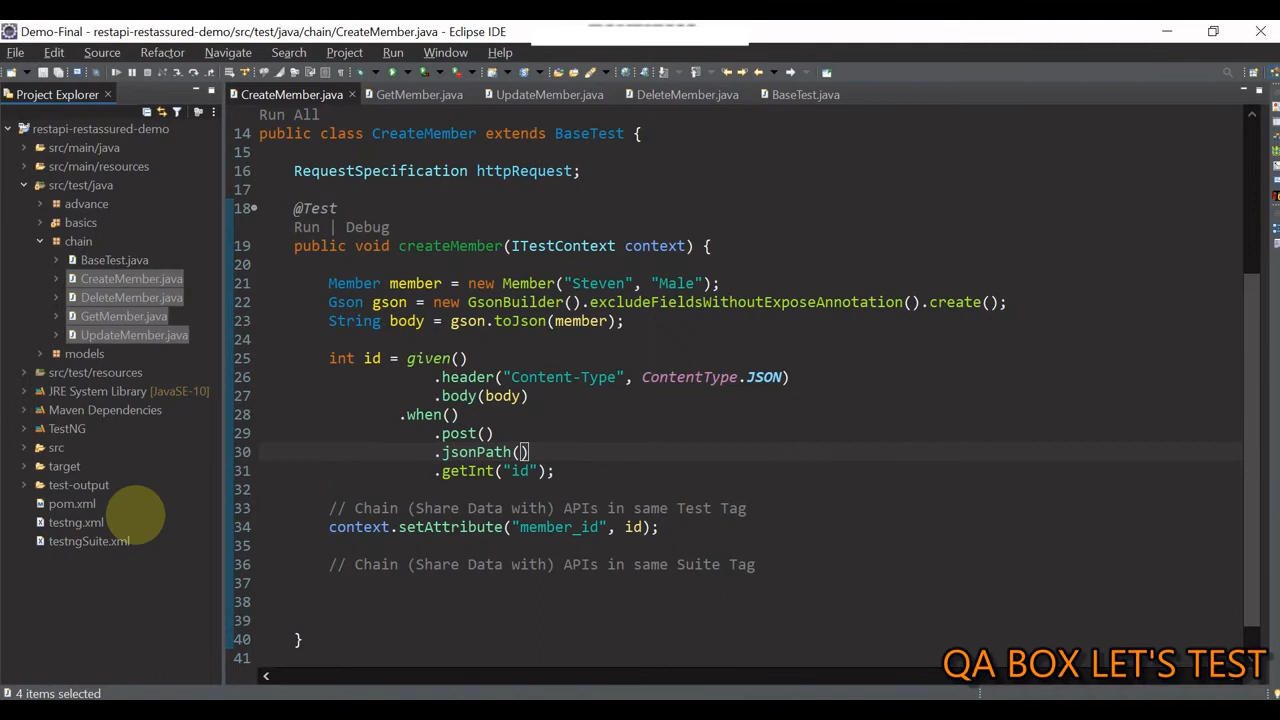 Demo-Final - restapi-restassured-demo/src/test/java/chain/CreateMember.java - Eclipse IDE
File Edit Source Refactor Navigate Search Project Run Window Help
Project Explorer
CreateMember.java GetMember.java UpdateMember.java DeleteMember.java BaseTest.java
restapi-restassured-demo
src/main/java
src/main/resources
src/test/java
advance
basics
chain
BaseTest.java
CreateMember.java
DeleteMember.java
GetMember.java
UpdateMember.java
models
src/test/resources
JRE System Library [JavaSE-10]
Maven Dependencies
TestNG
src
target
test-output
pom.xml
testng.xml
testngSuite.xml
Run All
14 public class CreateMember extends BaseTest {
15
16 RequestSpecification httpRequest;
17
18 @Test
Run | Debug
19 public void createMember(ITestContext context) {
20
21 Member member = new Member("Steven", "Male");
22 Gson gson = new GsonBuilder().excludeFieldsWithoutExposeAnnotation().create();
23 String body = gson.toJson(member);
24
25 int id = given()
26 .header("Content-Type", ContentType.JSON)
27 .body(body)
28 .when()
29 .post()
30 .jsonPath()
31 .getInt("id");
32
33 // Chain (Share Data with) APIs in same Test Tag
34 context.setAttribute("member_id", id);
35
36 // Chain (Share Data with) APIs in same Suite Tag
37
38
39
40 }
41
QA BOX LET'S TEST
4 items selected